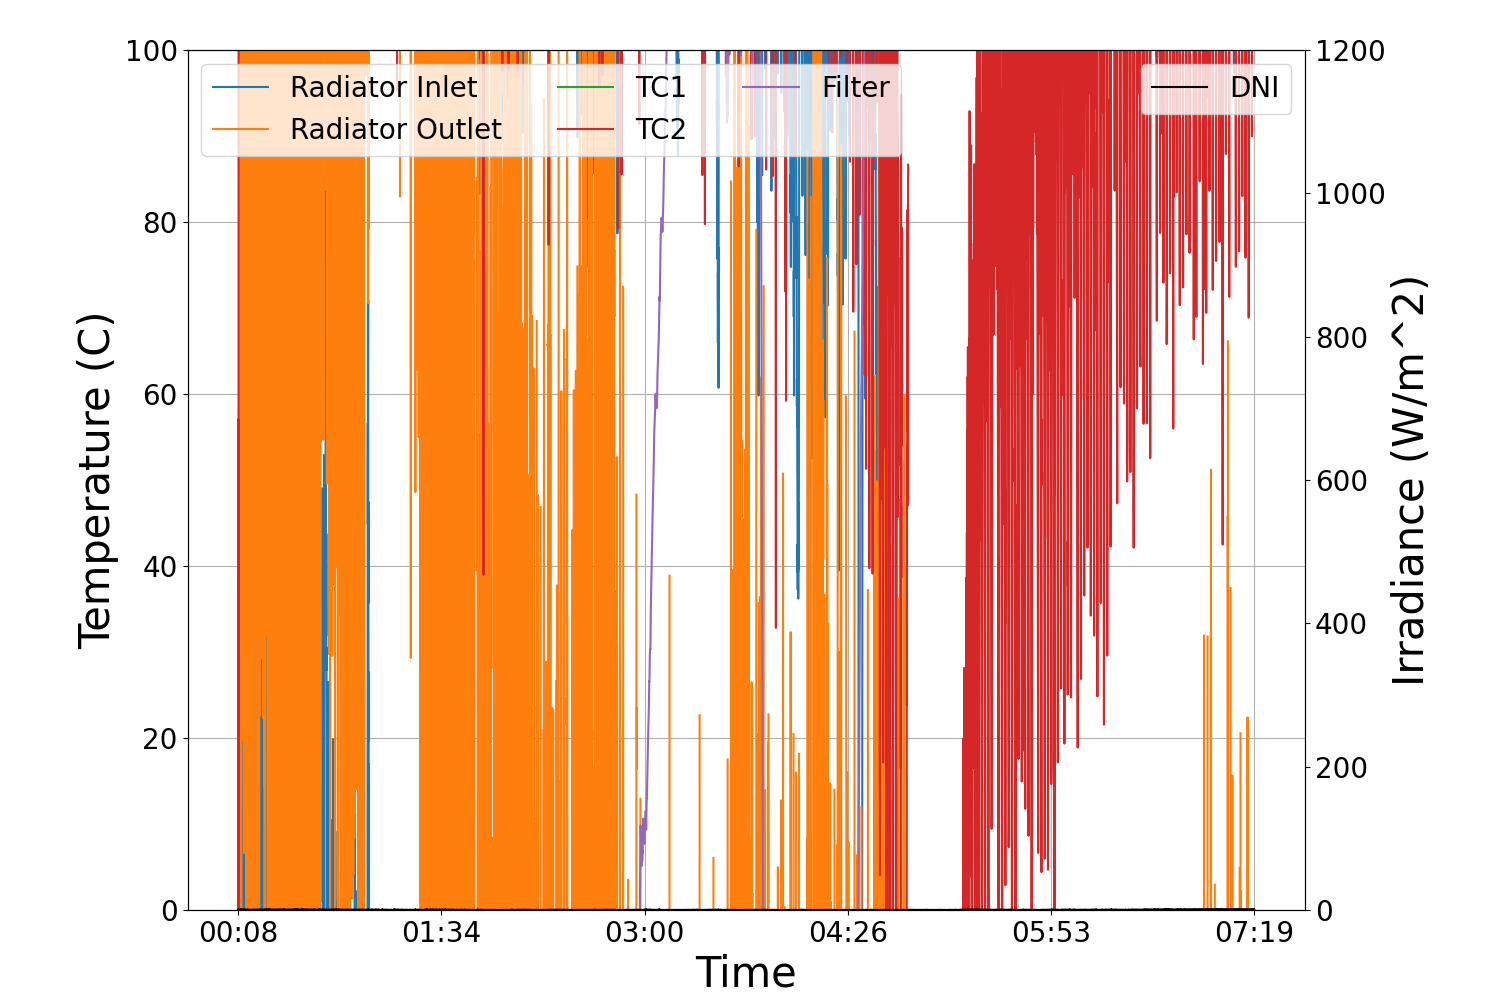 100
80
60
40
20
0
Temperature (C)
Radiator Inlet
Radiator Outlet
TC1
TC2
Filter
DNI
1200
1000
800
600
400
200
0
Irradiance (W/m^2)
00:08 01:34 03:00 04:26 05:53 07:19
Time